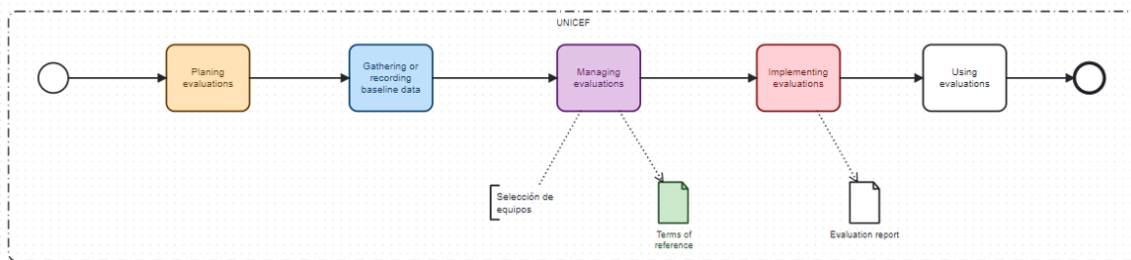 UNICEF
Planing
evaluations
Gathering or
recording
baseline data
Managing
evaluations
Implementing
evaluations
Using
evaluations
Selección de
equipos
Terms of
reference
Evaluation report